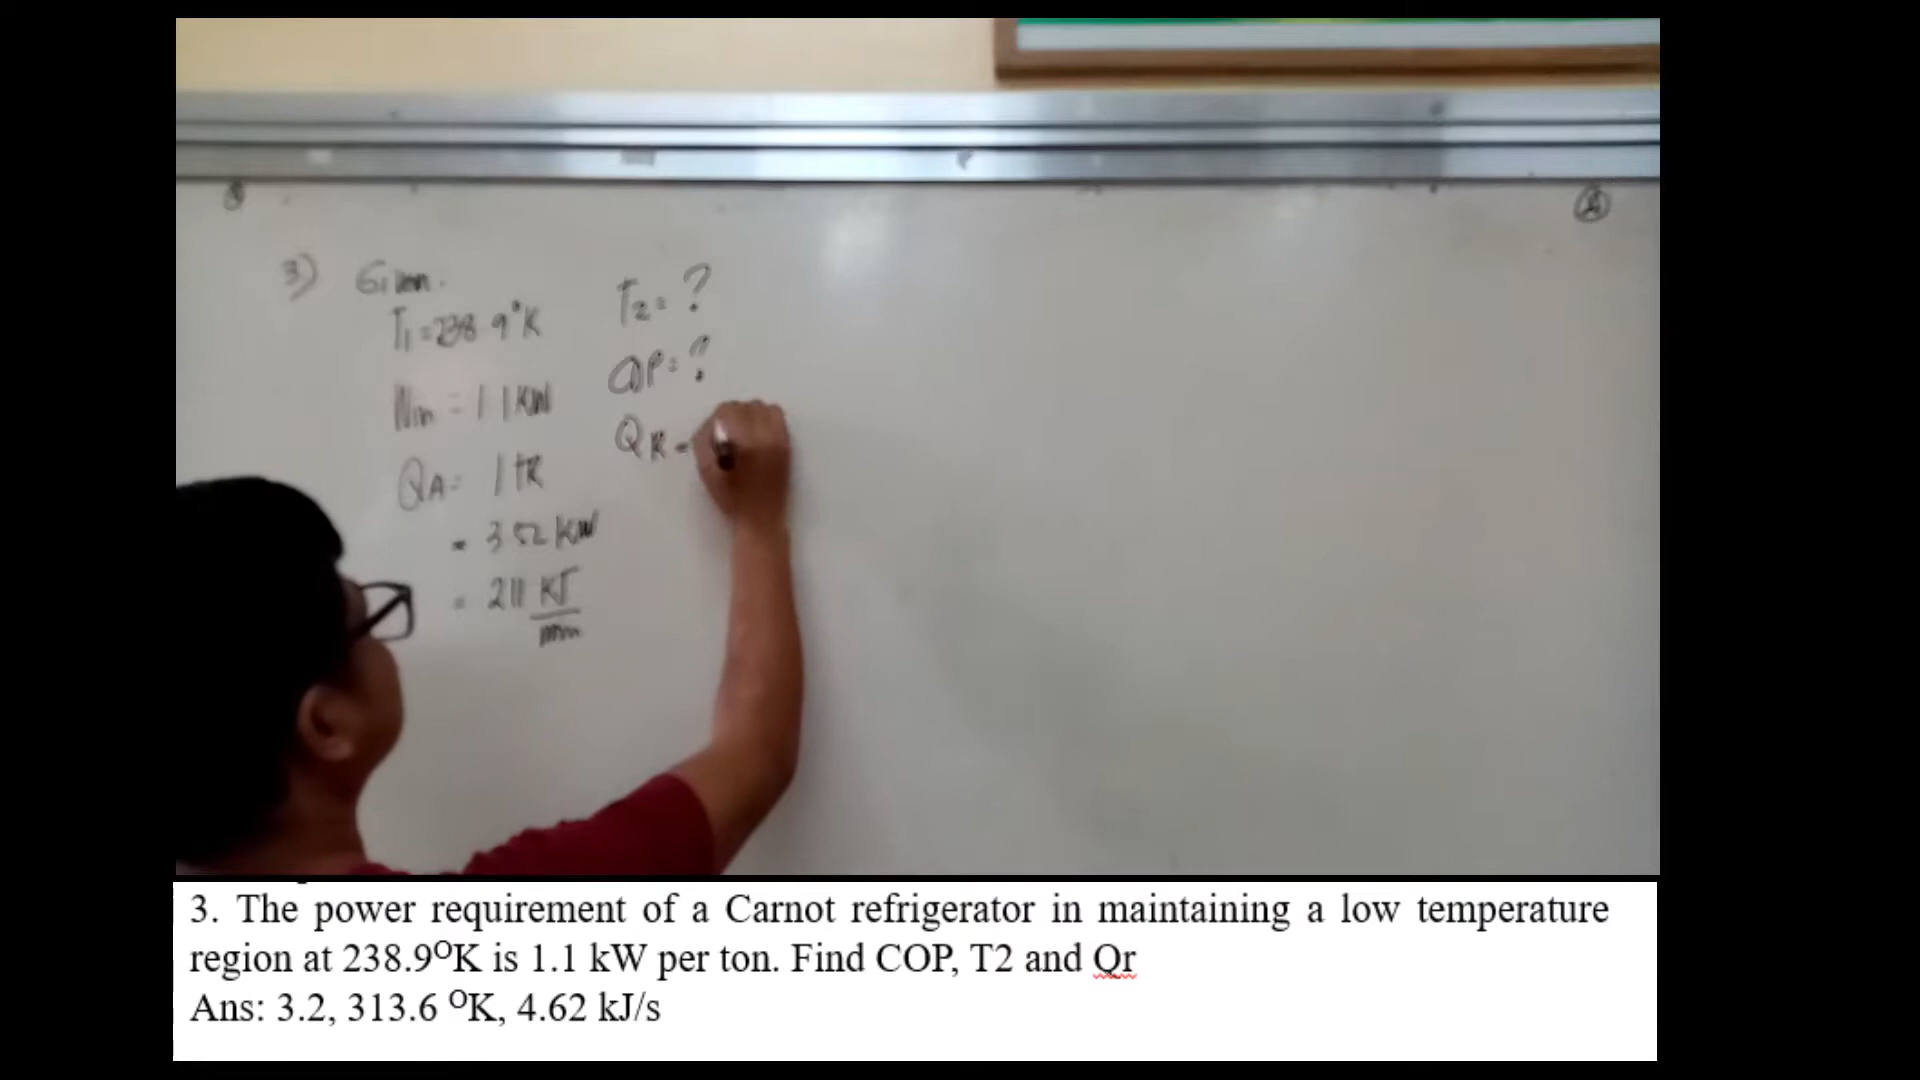 3) Given.
T1 = 238.9°K
Win = 1.1 KW
QA = 1 TR
= 3.52 KW
= 211 KJ/min
T2 = ?
COP = ?
QR =
3. The power requirement of a Carnot refrigerator in maintaining a low temperature
region at 238.9⁰K is 1.1 kW per ton. Find COP, T2 and Qr
Ans: 3.2, 313.6 ⁰K, 4.62 kJ/s